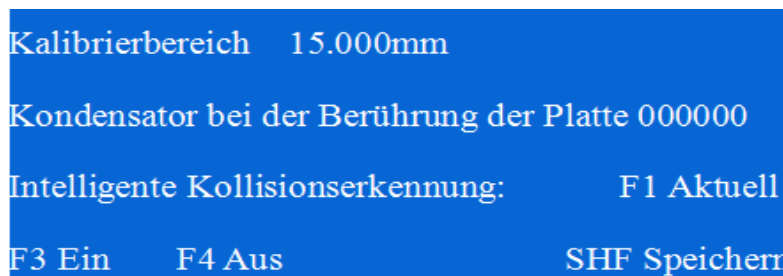 Kalibrierbereich 15.000mm
Kondensator bei der Berührung der Platte 000000
Intelligente Kollisionserkennung: F1 Aktuell
F3 Ein F4 Aus SHF Speichern